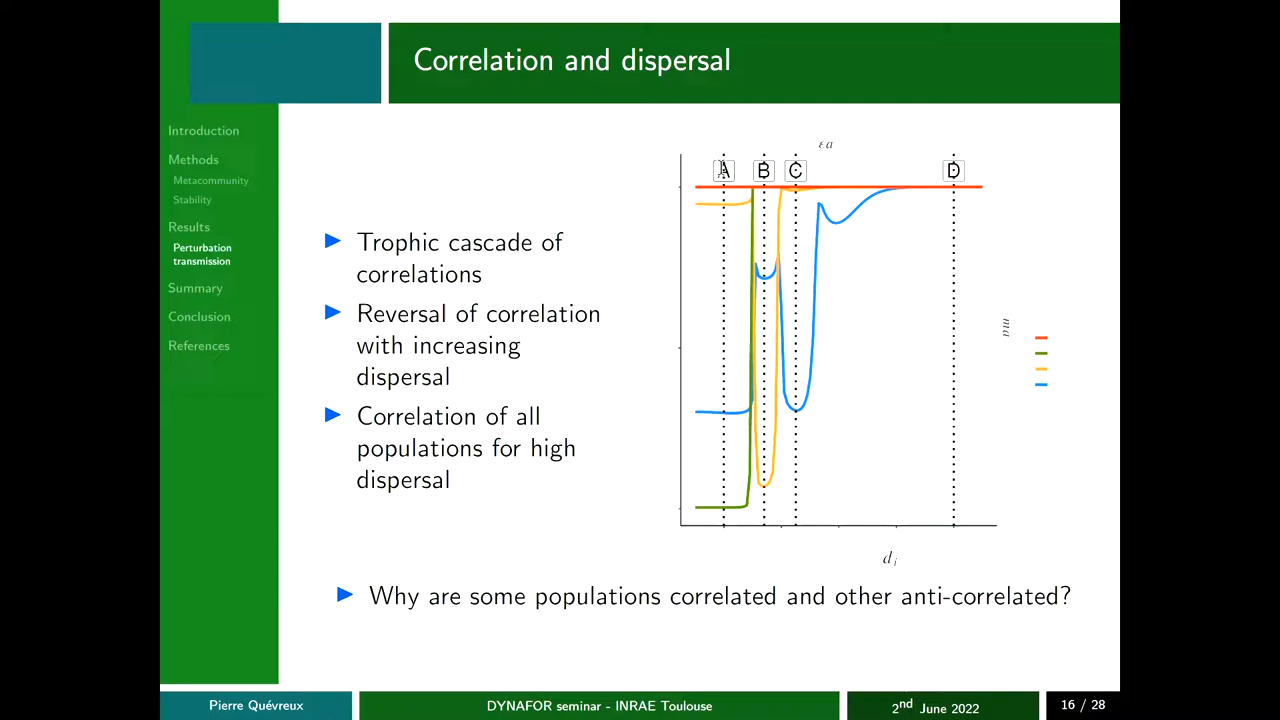 Correlation and dispersal
Introduction
Methods
Metacommunity
Stability
Results
Perturbation
transmission
Summary
Conclusion
References
Trophic cascade of
correlations
Reversal of correlation
with increasing
dispersal
Correlation of all
populations for high
dispersal
εa
A B C D
ma
d i
Why are some populations correlated and other anti-correlated?
Pierre Quévreux
DYNAFOR seminar - INRAE Toulouse
2nd June 2022
16 / 28